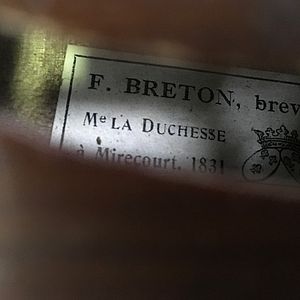 F. BRETON, brev
Me LA DUCHESSE
à Mirecourt, 1831